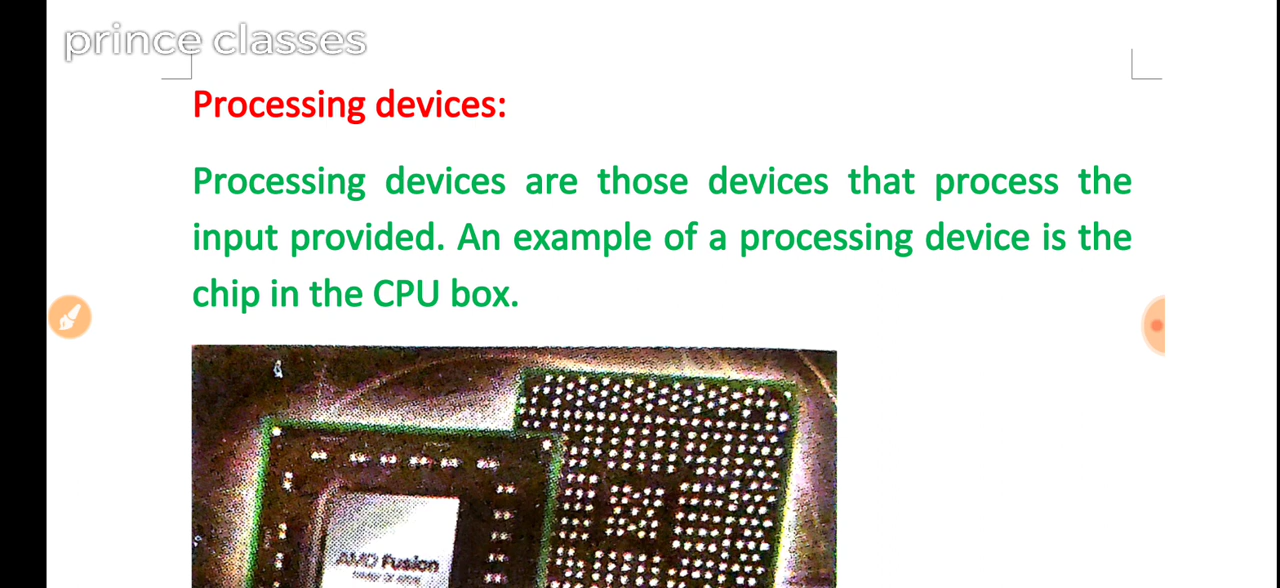 prince classes
Processing devices:
Processing devices are those devices that process the
input provided. An example of a processing device is the
chip in the CPU box.
AMD Fusion